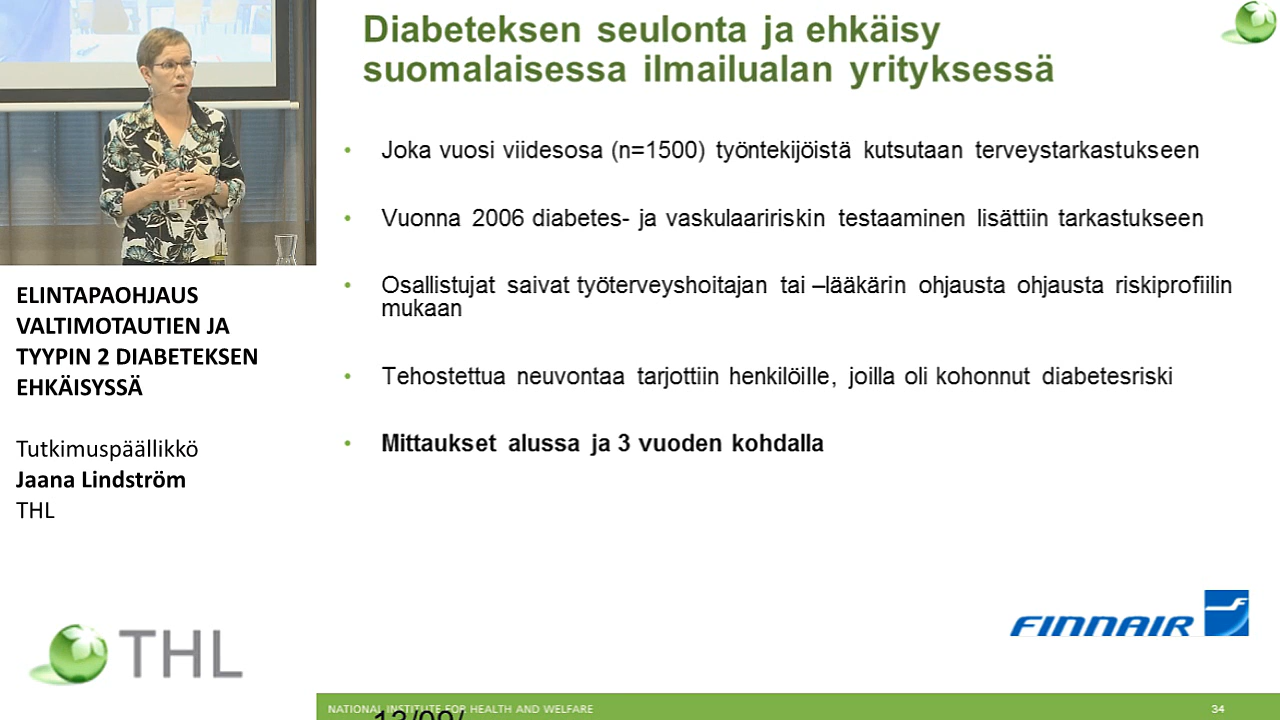 Diabeteksen seulonta ja ehkäisy
suomalaisessa ilmailualan yrityksessä
• Joka vuosi viidesosa (n=1500) työntekijöistä kutsutaan terveystarkastukseen
• Vuonna 2006 diabetes- ja vaskulaaririskin testaaminen lisättiin tarkastukseen
• Osallistujat saivat työterveyshoitajan tai –lääkärin ohjausta ohjausta riskiprofiilin
mukaan
• Tehostettua neuvontaa tarjottiin henkilöille, joilla oli kohonnut diabetesriski
• Mittaukset alussa ja 3 vuoden kohdalla
ELINTAPAOHJAUS
VALTIMOTAUTIEN JA
TYYPIN 2 DIABETEKSEN
EHKÄISYSSÄ
Tutkimuspäällikkö
Jaana Lindström
THL
THL
FINNAIR
NATIONAL INSTITUTE FOR HEALTH AND WELFARE
34
13/09/